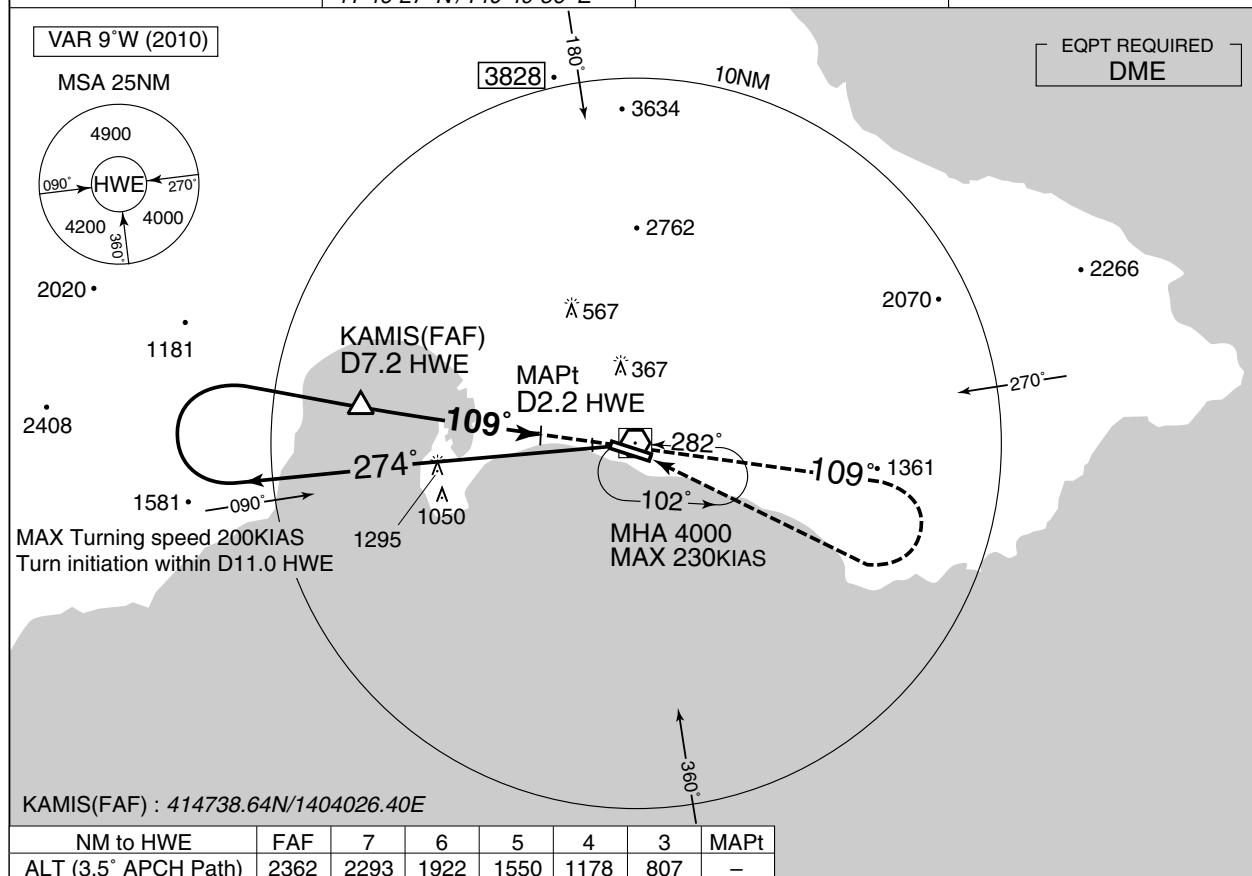 VAR 9°W (2010)
MSA 25NM
4900
090°
HWE
270°
4200
4000
360°
180°
3828
10NM
EQPT REQUIRED
DME
3634
2762
2266
2020
2070
1181
567
KAMIS(FAF)
D7.2 HWE
367
MAPt
D2.2 HWE
270°
2408
109°
282°
274°
109°
1361
1581
090°
102°
1050
1295
MAX Turning speed 200KIAS
Turn initiation within D11.0 HWE
MHA 4000
MAX 230KIAS
360°
KAMIS(FAF) : 414738.64N/1404026.40E
NM to HWE FAF 7 6 5 4 3 MAPt
ALT (3.5° APCH Path) 2362 2293 1922 1550 1178 807 –